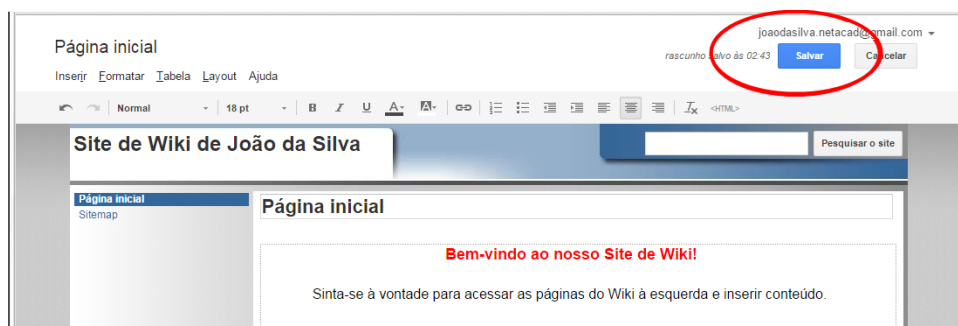 joaodasilva.netacad@gmail.com
Página inicial
rascunho salvo às 02:43 Salvar Cancelar
Inserir Formatar Tabela Layout Ajuda
Normal 18 pt B I U A A <HTML>
Site de Wiki de João da Silva
Pesquisar o site
Página inicial
Sitemap
Página inicial
Bem-vindo ao nosso Site de Wiki!
Sinta-se à vontade para acessar as páginas do Wiki à esquerda e inserir conteúdo.